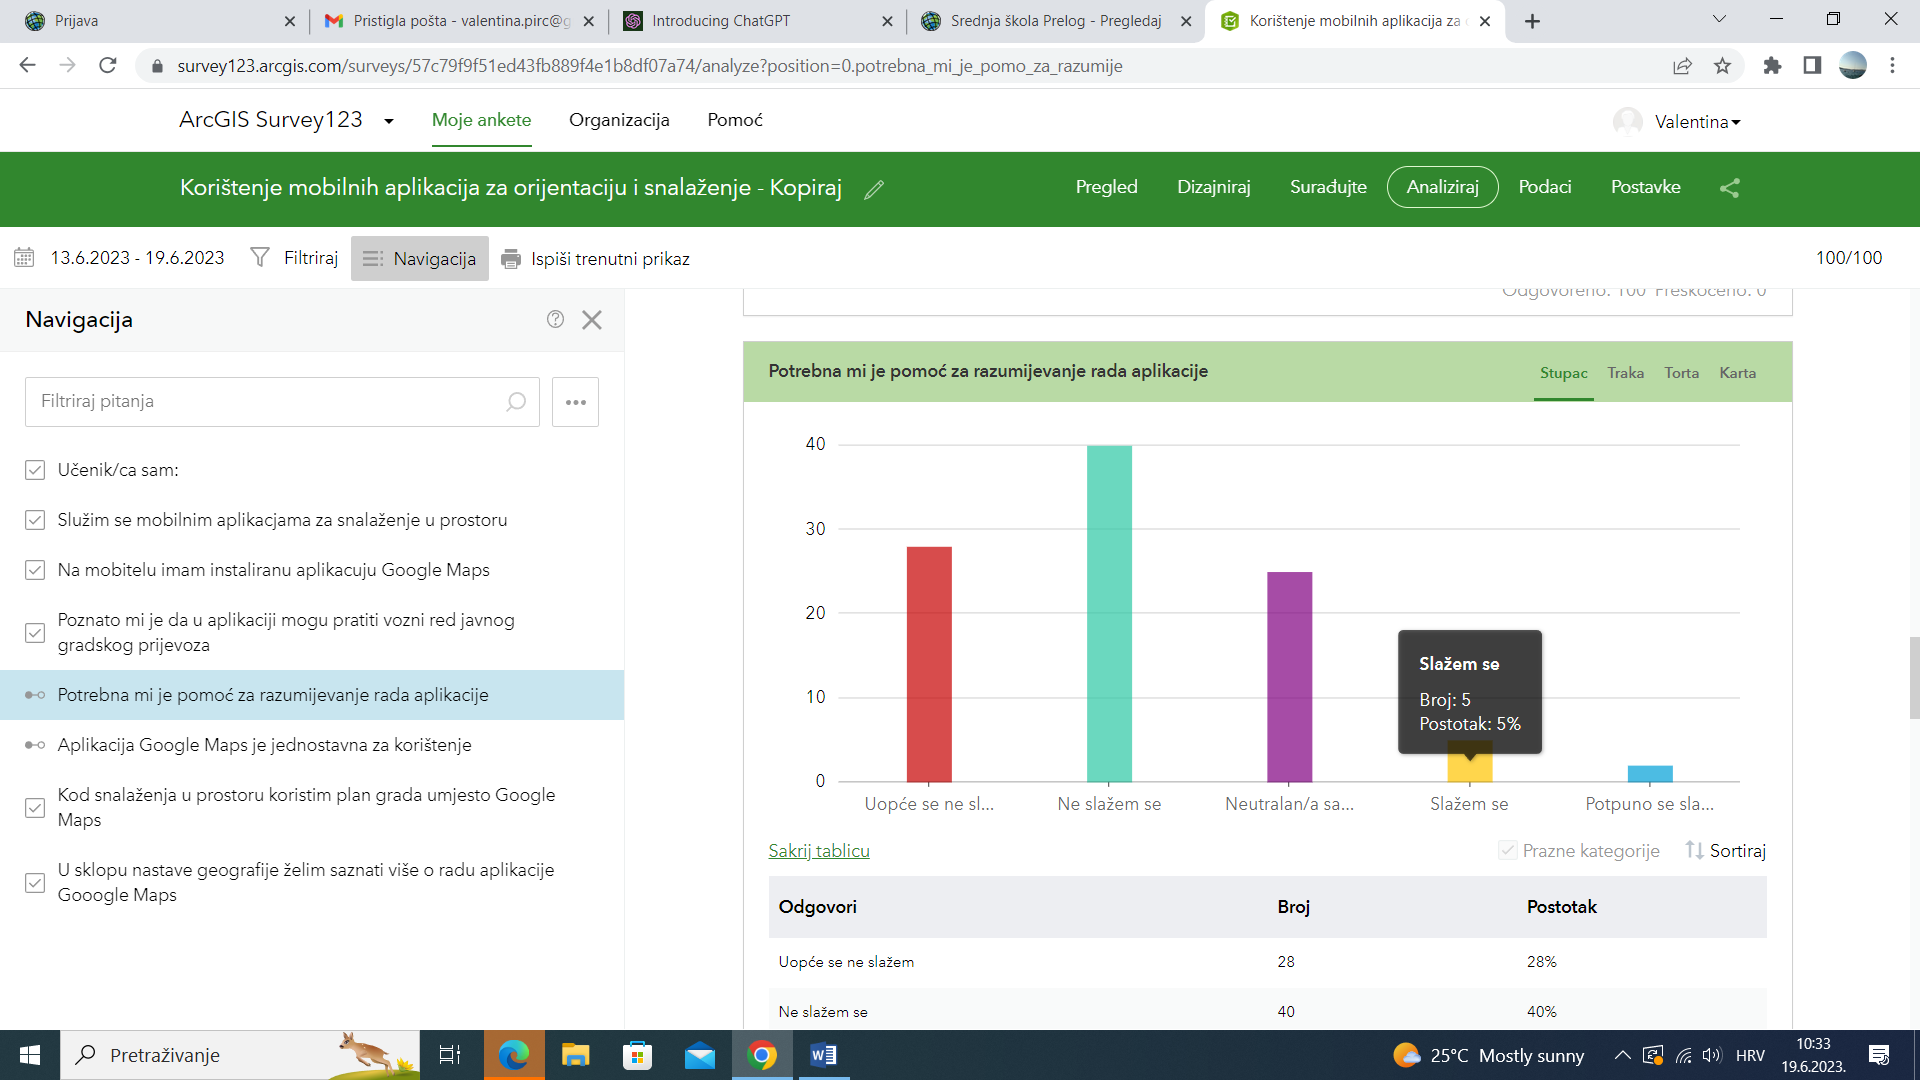 Prijava
Pristigla pošta - valentina.pirc@g
Introducing ChatGPT
Srednja škola Prelog - Pregledaj
Korištenje mobilnih aplikacija za o
survey123.arcgis.com/surveys/57c79f9f51ed43fb889f4e1b8df07a74/analyze?position=0.potrebna_mi_je_pomo_za_razumije
ArcGIS Survey123
Moje ankete
Organizacija
Pomoć
Valentina
Korištenje mobilnih aplikacija za orijentaciju i snalaženje - Kopiraj
Pregled
Dizajniraj
Surađujte
Analiziraj
Podaci
Postavke
13.6.2023 - 19.6.2023
Filtriraj
Navigacija
Ispiši trenutni prikaz
100/100
Navigacija
Filtriraj pitanja
Učenik/ca sam:
Služim se mobilnim aplikacjama za snalaženje u prostoru
Na mobitelu imam instaliranu aplikacuju Google Maps
Poznato mi je da u aplikaciji mogu pratiti vozni red javnog
gradskog prijevoza
Potrebna mi je pomoć za razumijevanje rada aplikacije
Aplikacija Google Maps je jednostavna za korištenje
Kod snalaženja u prostoru koristim plan grada umjesto Google
Maps
U sklopu nastave geografije želim saznati više o radu aplikacije
Gooogle Maps
Odgovoreno: 100 Preskočeno: 0
Potrebna mi je pomoć za razumijevanje rada aplikacije
Stupac
Traka
Torta
Karta
40
30
20
10
0
Slažem se
Broj: 5
Postotak: 5%
Uopće se ne sl...
Ne slažem se
Neutralan/a sa...
Slažem se
Potpuno se sla...
Sakrij tablicu
Prazne kategorije
Sortiraj
Odgovori Broj Postotak
Uopće se ne slažem 28 28%
Ne slažem se 40 40%
Pretraživanje
25°C Mostly sunny
HRV
10:33
19.6.2023.